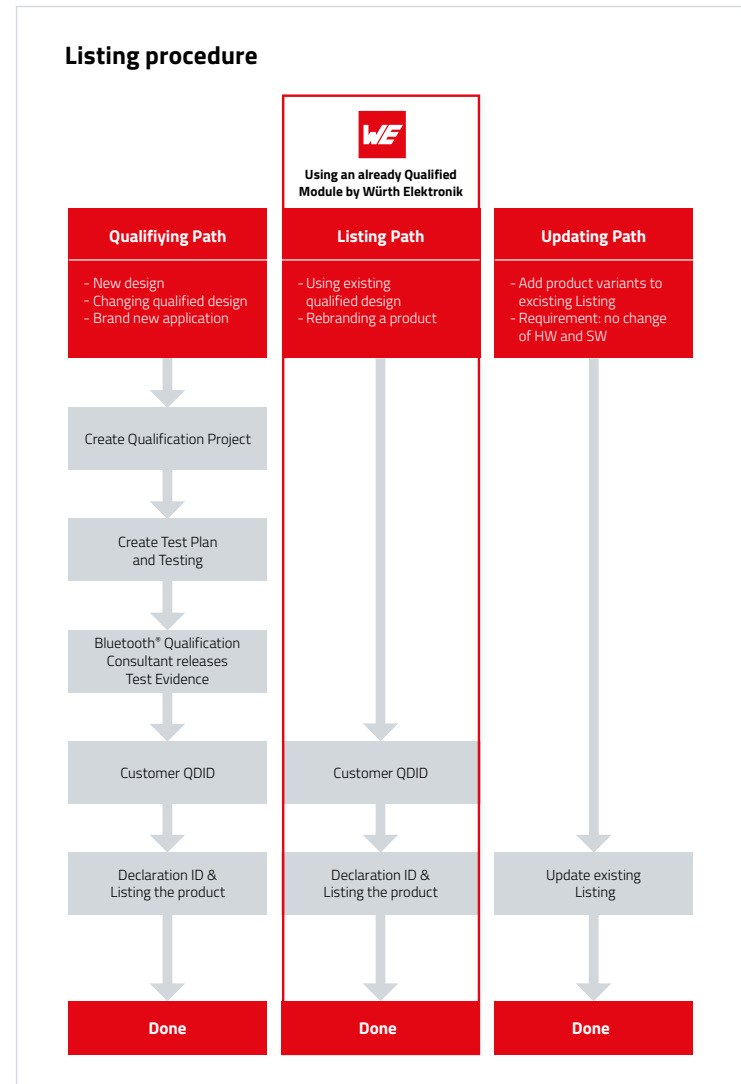 Listing procedure
WE
Using an already Qualified
Module by Würth Elektronik
Qualifiying Path
- New design
- Changing qualified design
- Brand new application
Listing Path
- Using existing
qualified design
- Rebranding a product
Updating Path
- Add product variants to
excisting Listing
- Requirement: no change
of HW and SW
Create Qualification Project
Create Test Plan
and Testing
Bluetooth® Qualification
Consultant releases
Test Evidence
Customer QDID
Customer QDID
Declaration ID &
Listing the product
Declaration ID &
Listing the product
Update existing
Listing
Done
Done
Done